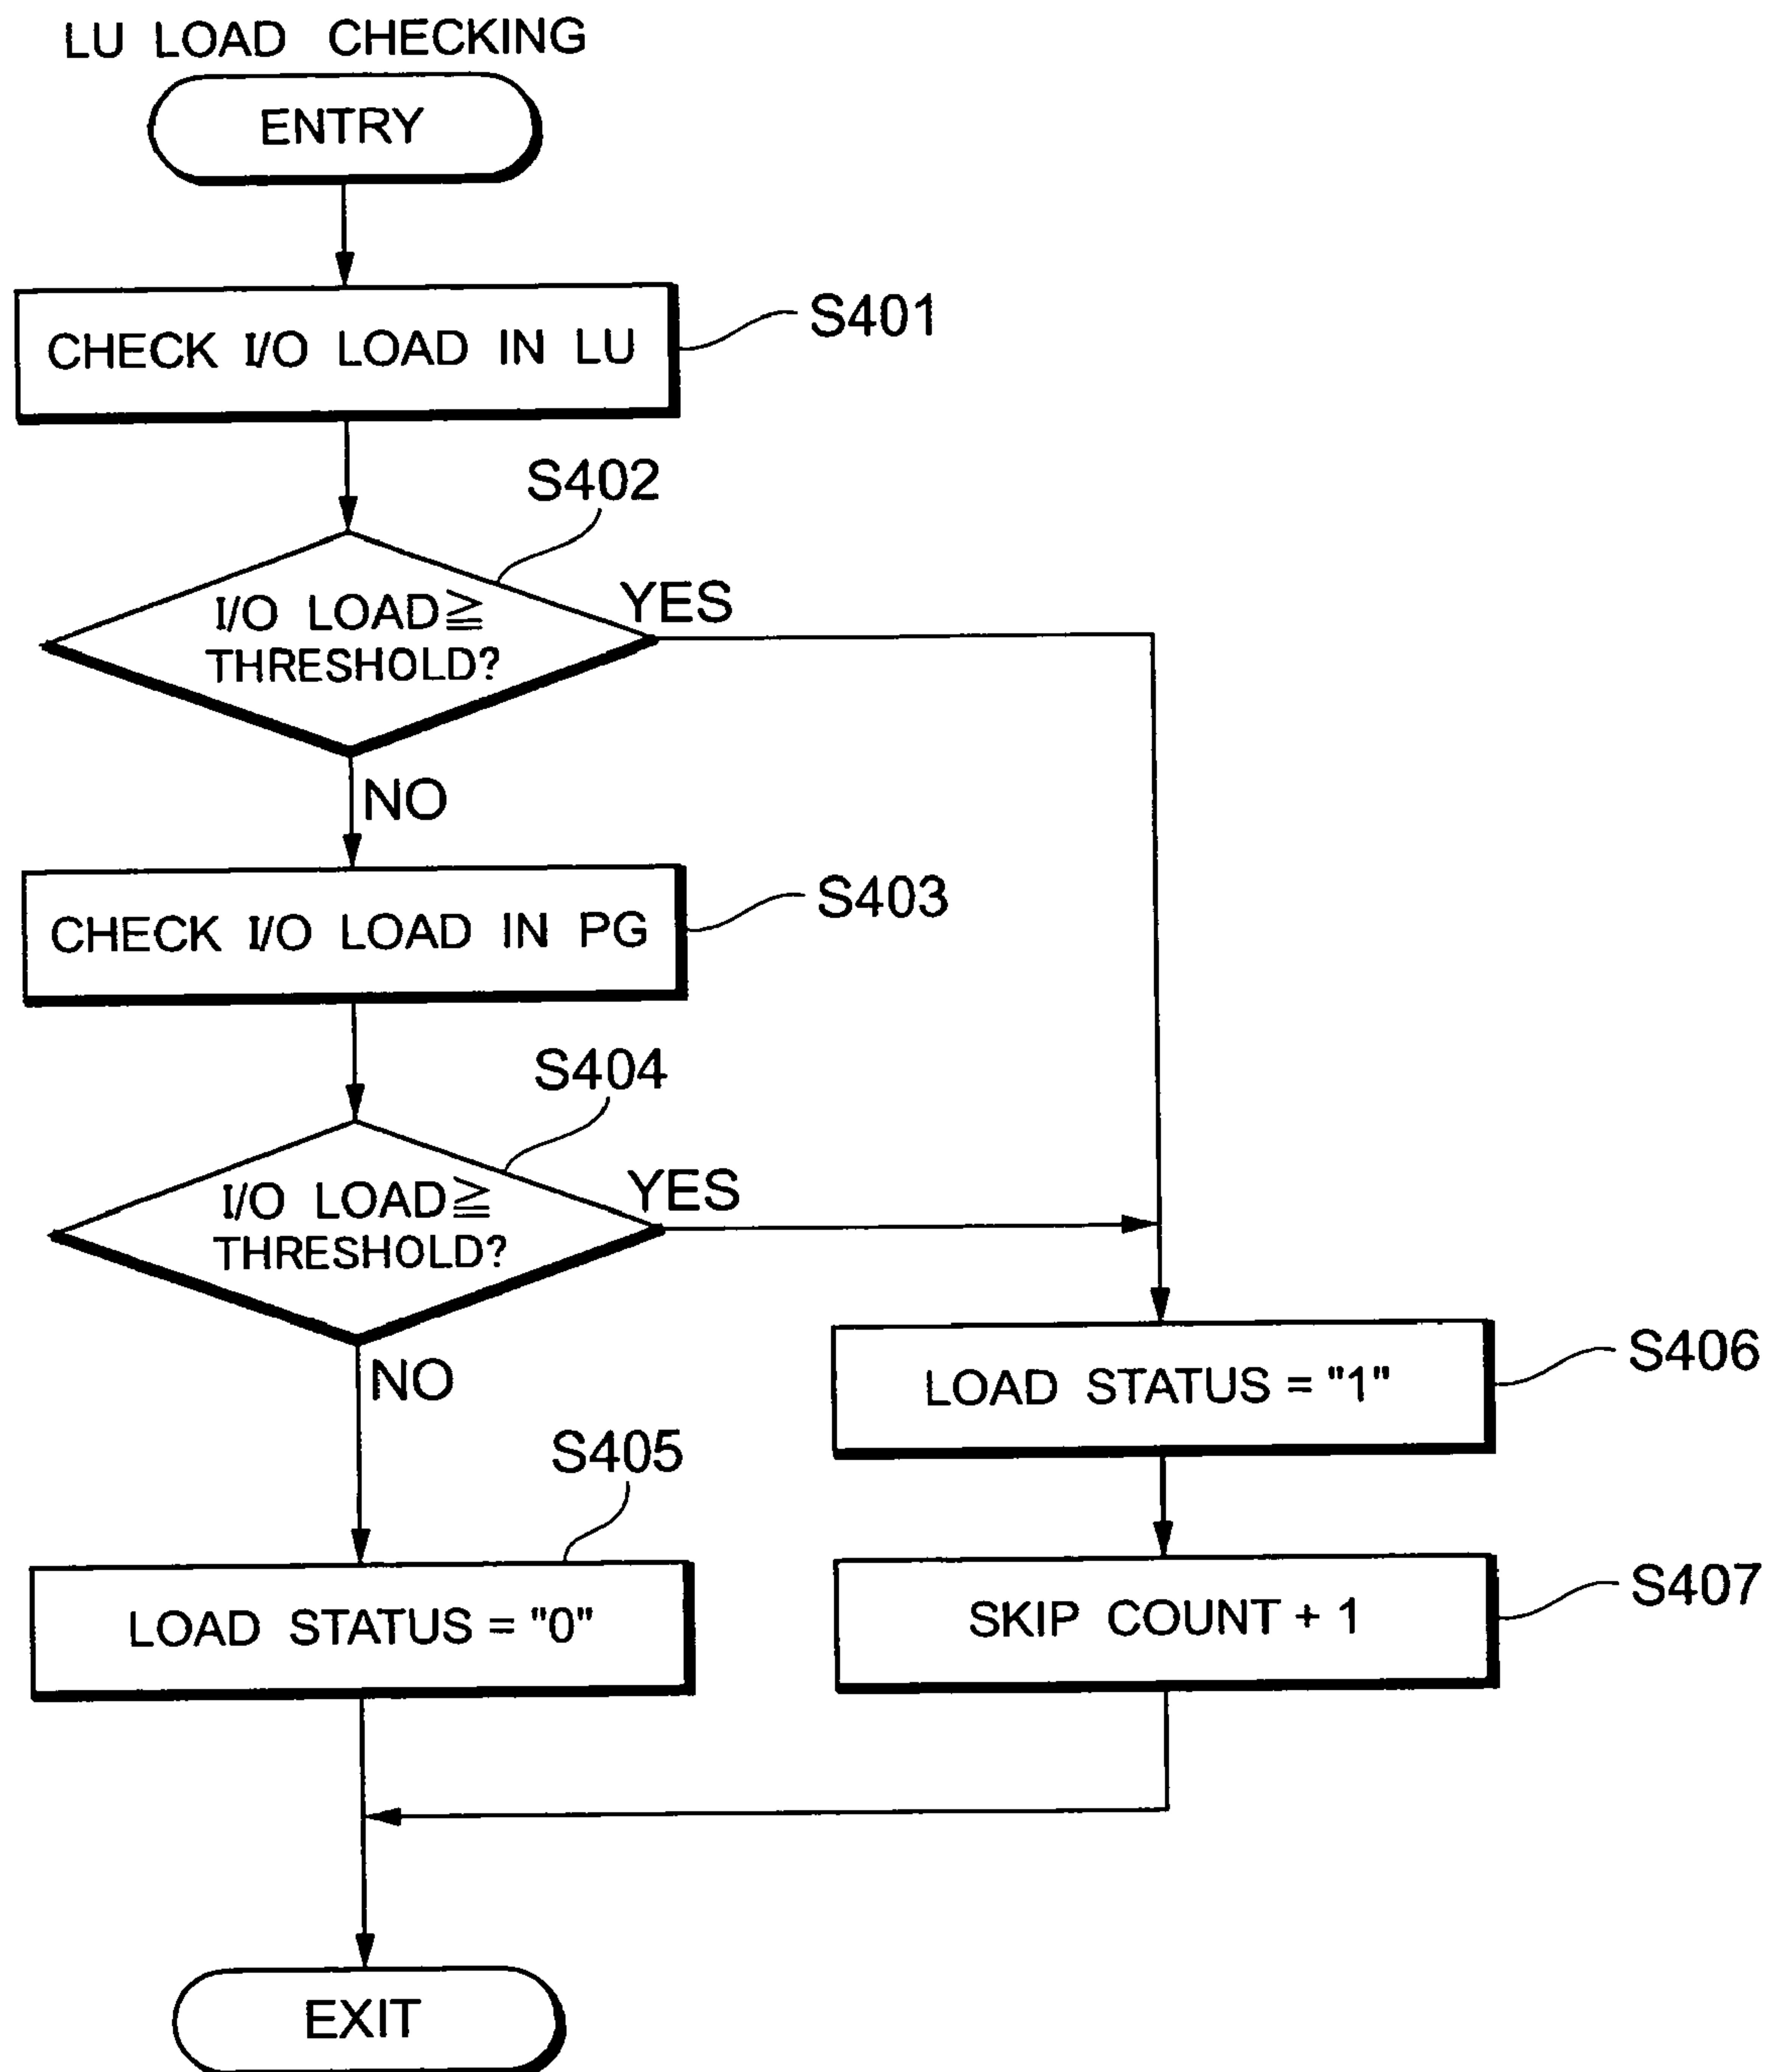 LU LOAD CHECKING
ENTRY
CHECK I/O LOAD IN LU
S401
S402
I/O LOAD≧
THRESHOLD?
YES
NO
CHECK I/O LOAD IN PG
S403
S404
I/O LOAD≧
THRESHOLD?
YES
NO
S405
LOAD STATUS = "0"
LOAD STATUS = "1"
S406
SKIP COUNT + 1
S407
EXIT